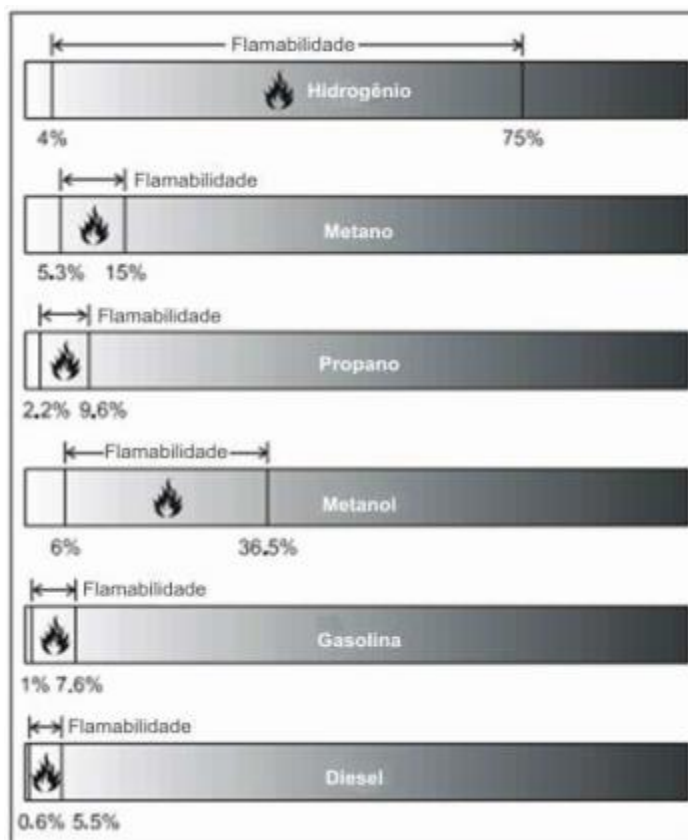 Flamabilidade
Hidrogênio
4% 75%
Flamabilidade
Metano
5.3% 15%
Flamabilidade
Propano
2.2% 9.6%
Flamabilidade
Metanol
6% 36.5%
Flamabilidade
Gasolina
1% 7.6%
Flamabilidade
Diesel
0.6% 5.5%